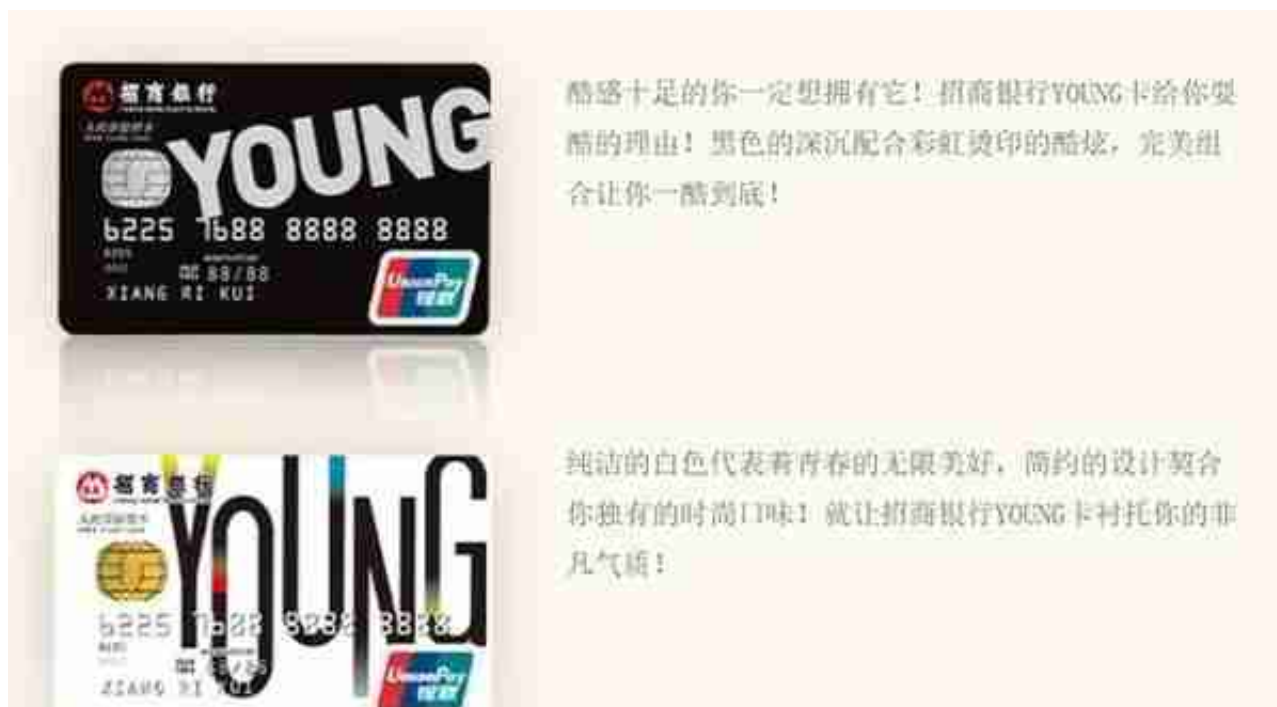 招商银行
YOUNG
6225 7688 8888 8888
88/88
XIANG RI KUI
UnionPay
银联
酷感十足的你一定想拥有它！招商银行YOUNG卡给你耍
酷的理由！黑色的深沉配合彩虹烫印的酷炫，完美组
合让你一酷到底！
招商银行
YOUNG
6225 7688 8888 8888
XIANG RI KUI
UnionPay
银联
纯洁的白色代表着青春的无限美好，简约的设计契合
你独有的时尚口味！就让招商银行YOUNG卡衬托你的非
凡气质！